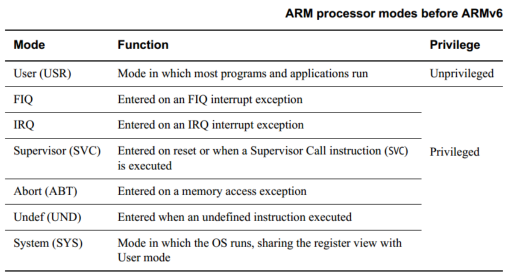 ARM processor modes before ARMv6
Mode Function Privilege
User (USR) Mode in which most programs and applications run Unprivileged
FIQ Entered on an FIQ interrupt exception
IRQ Entered on an IRQ interrupt exception
Supervisor (SVC) Entered on reset or when a Supervisor Call instruction (SVC) Privileged
is executed
Abort (ABT) Entered on a memory access exception
Undef (UND) Entered when an undefined instruction executed
System (SYS) Mode in which the OS runs, sharing the register view with
User mode